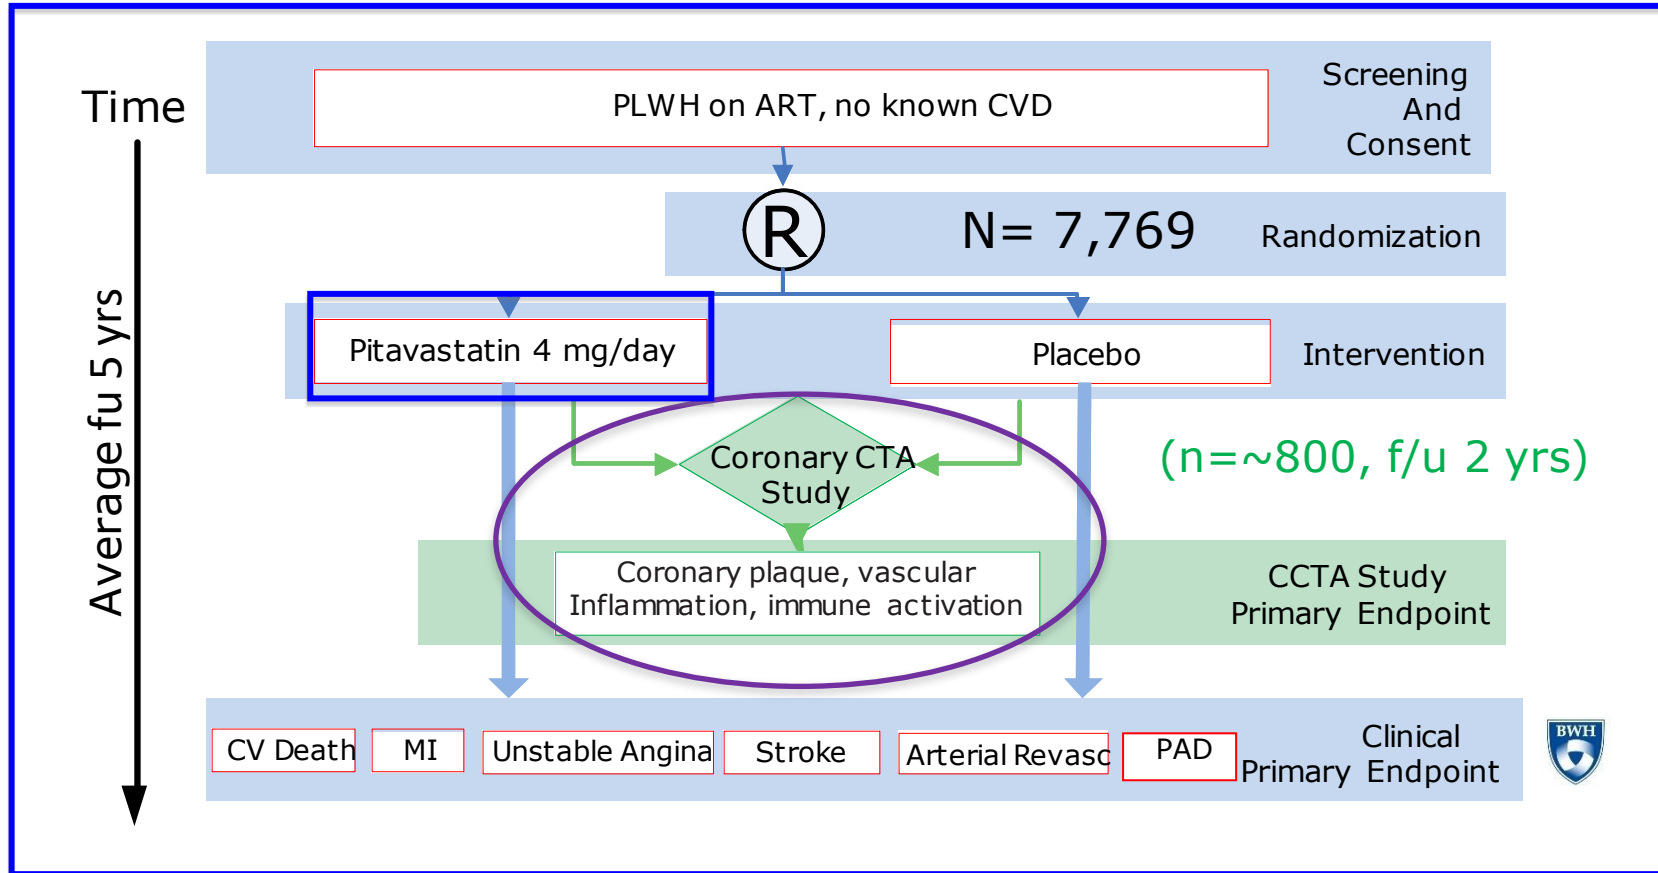 Time
Average fu 5 yrs
PLWH on ART, no known CVD
Screening
And
Consent
R
N= 7,769
Randomization
Pitavastatin 4 mg/day
Placebo
Intervention
Coronary CTA
Study
(n=~800, f/u 2 yrs)
Coronary plaque, vascular
Inflammation, immune activation
CCTA Study
Primary Endpoint
CV Death
MI
Unstable Angina
Stroke
Arterial Revasc
PAD
Clinical
Primary Endpoint
BWH